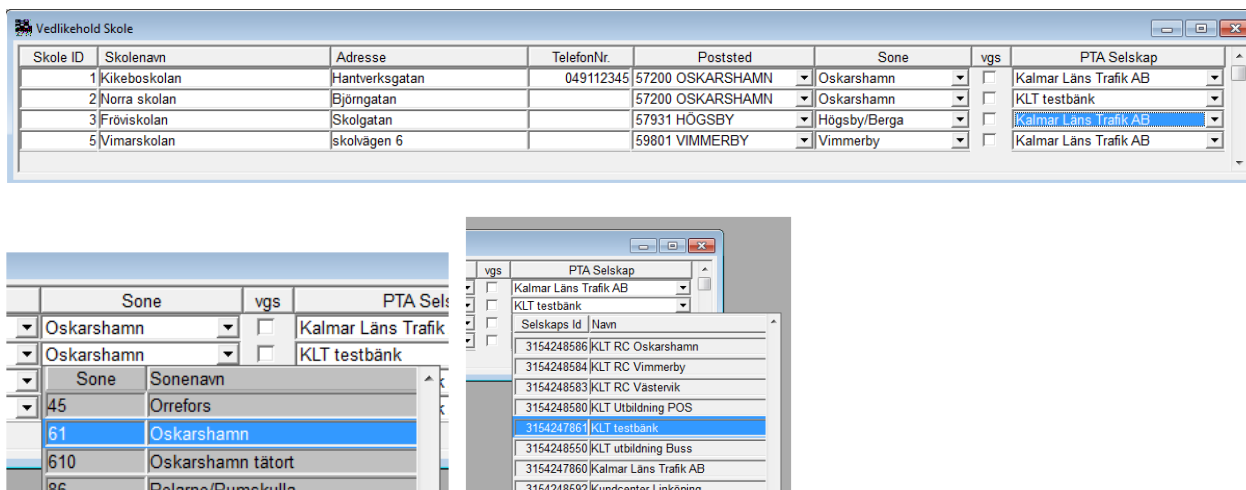 Vedlikehold Skole
Skole ID Skolenavn Adresse TelefonNr. Poststed Sone vgs PTA Selskap
1 Kikeboskolan Hantverksgatan 049112345 57200 OSKARSHAMN Oskarshamn Kalmar Läns Trafik AB
2 Norra skolan Björngatan 57200 OSKARSHAMN Oskarshamn KLT testbänk
3 Fröviskolan Skolgatan 57931 HÖGSBY Högsby/Berga Kalmar Läns Trafik AB
5 Vimarskolan skolvägen 6 59801 VIMMERBY Vimmerby Kalmar Läns Trafik AB
Sone vgs PTA Sels
Oskarshamn Kalmar Läns Trafik
Oskarshamn KLT testbänk
Sone Sonenavn
45 Orrefors
61 Oskarshamn
610 Oskarshamn tätort
vgs PTA Selskap
Kalmar Läns Trafik AB
KLT testbänk
Selskaps Id Navn
3154248586 KLT RC Oskarshamn
3154248584 KLT RC Vimmerby
3154248583 KLT RC Västervik
3154248580 KLT Utbildning POS
3154247861 KLT testbänk
3154248550 KLT utbildning Buss
3154247860 Kalmar Läns Trafik AB
3154248592 Kundcenter Linköping